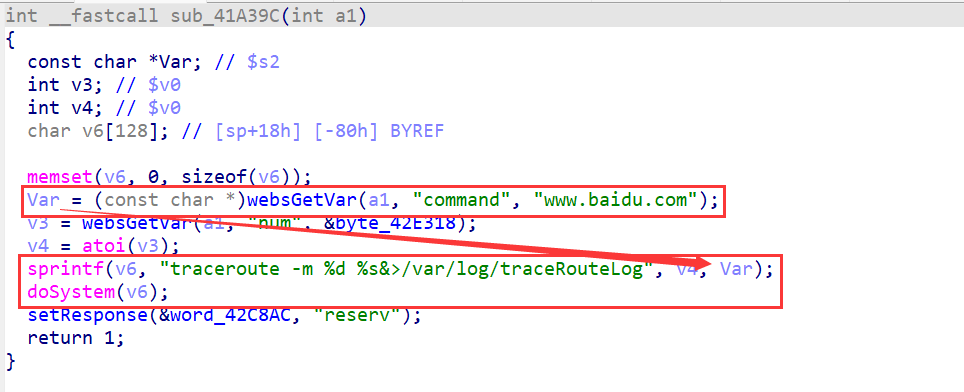 int __fastcall sub_41A39C(int a1)
{
const char *Var; // $s2
int v3; // $v0
int v4; // $v0
char v6[128]; // [sp+18h] [-80h] BYREF
memset(v6, 0, sizeof(v6));
Var = (const char *)websGetVar(a1, "command", "www.baidu.com");
v3 = websGetVar(a1, "num", &byte_42E318);
v4 = atoi(v3);
sprintf(v6, "traceroute -m %d %s&>/var/log/traceRouteLog", v4, Var);
doSystem(v6);
setResponse(&word_42C8AC, "reserv");
return 1;
}